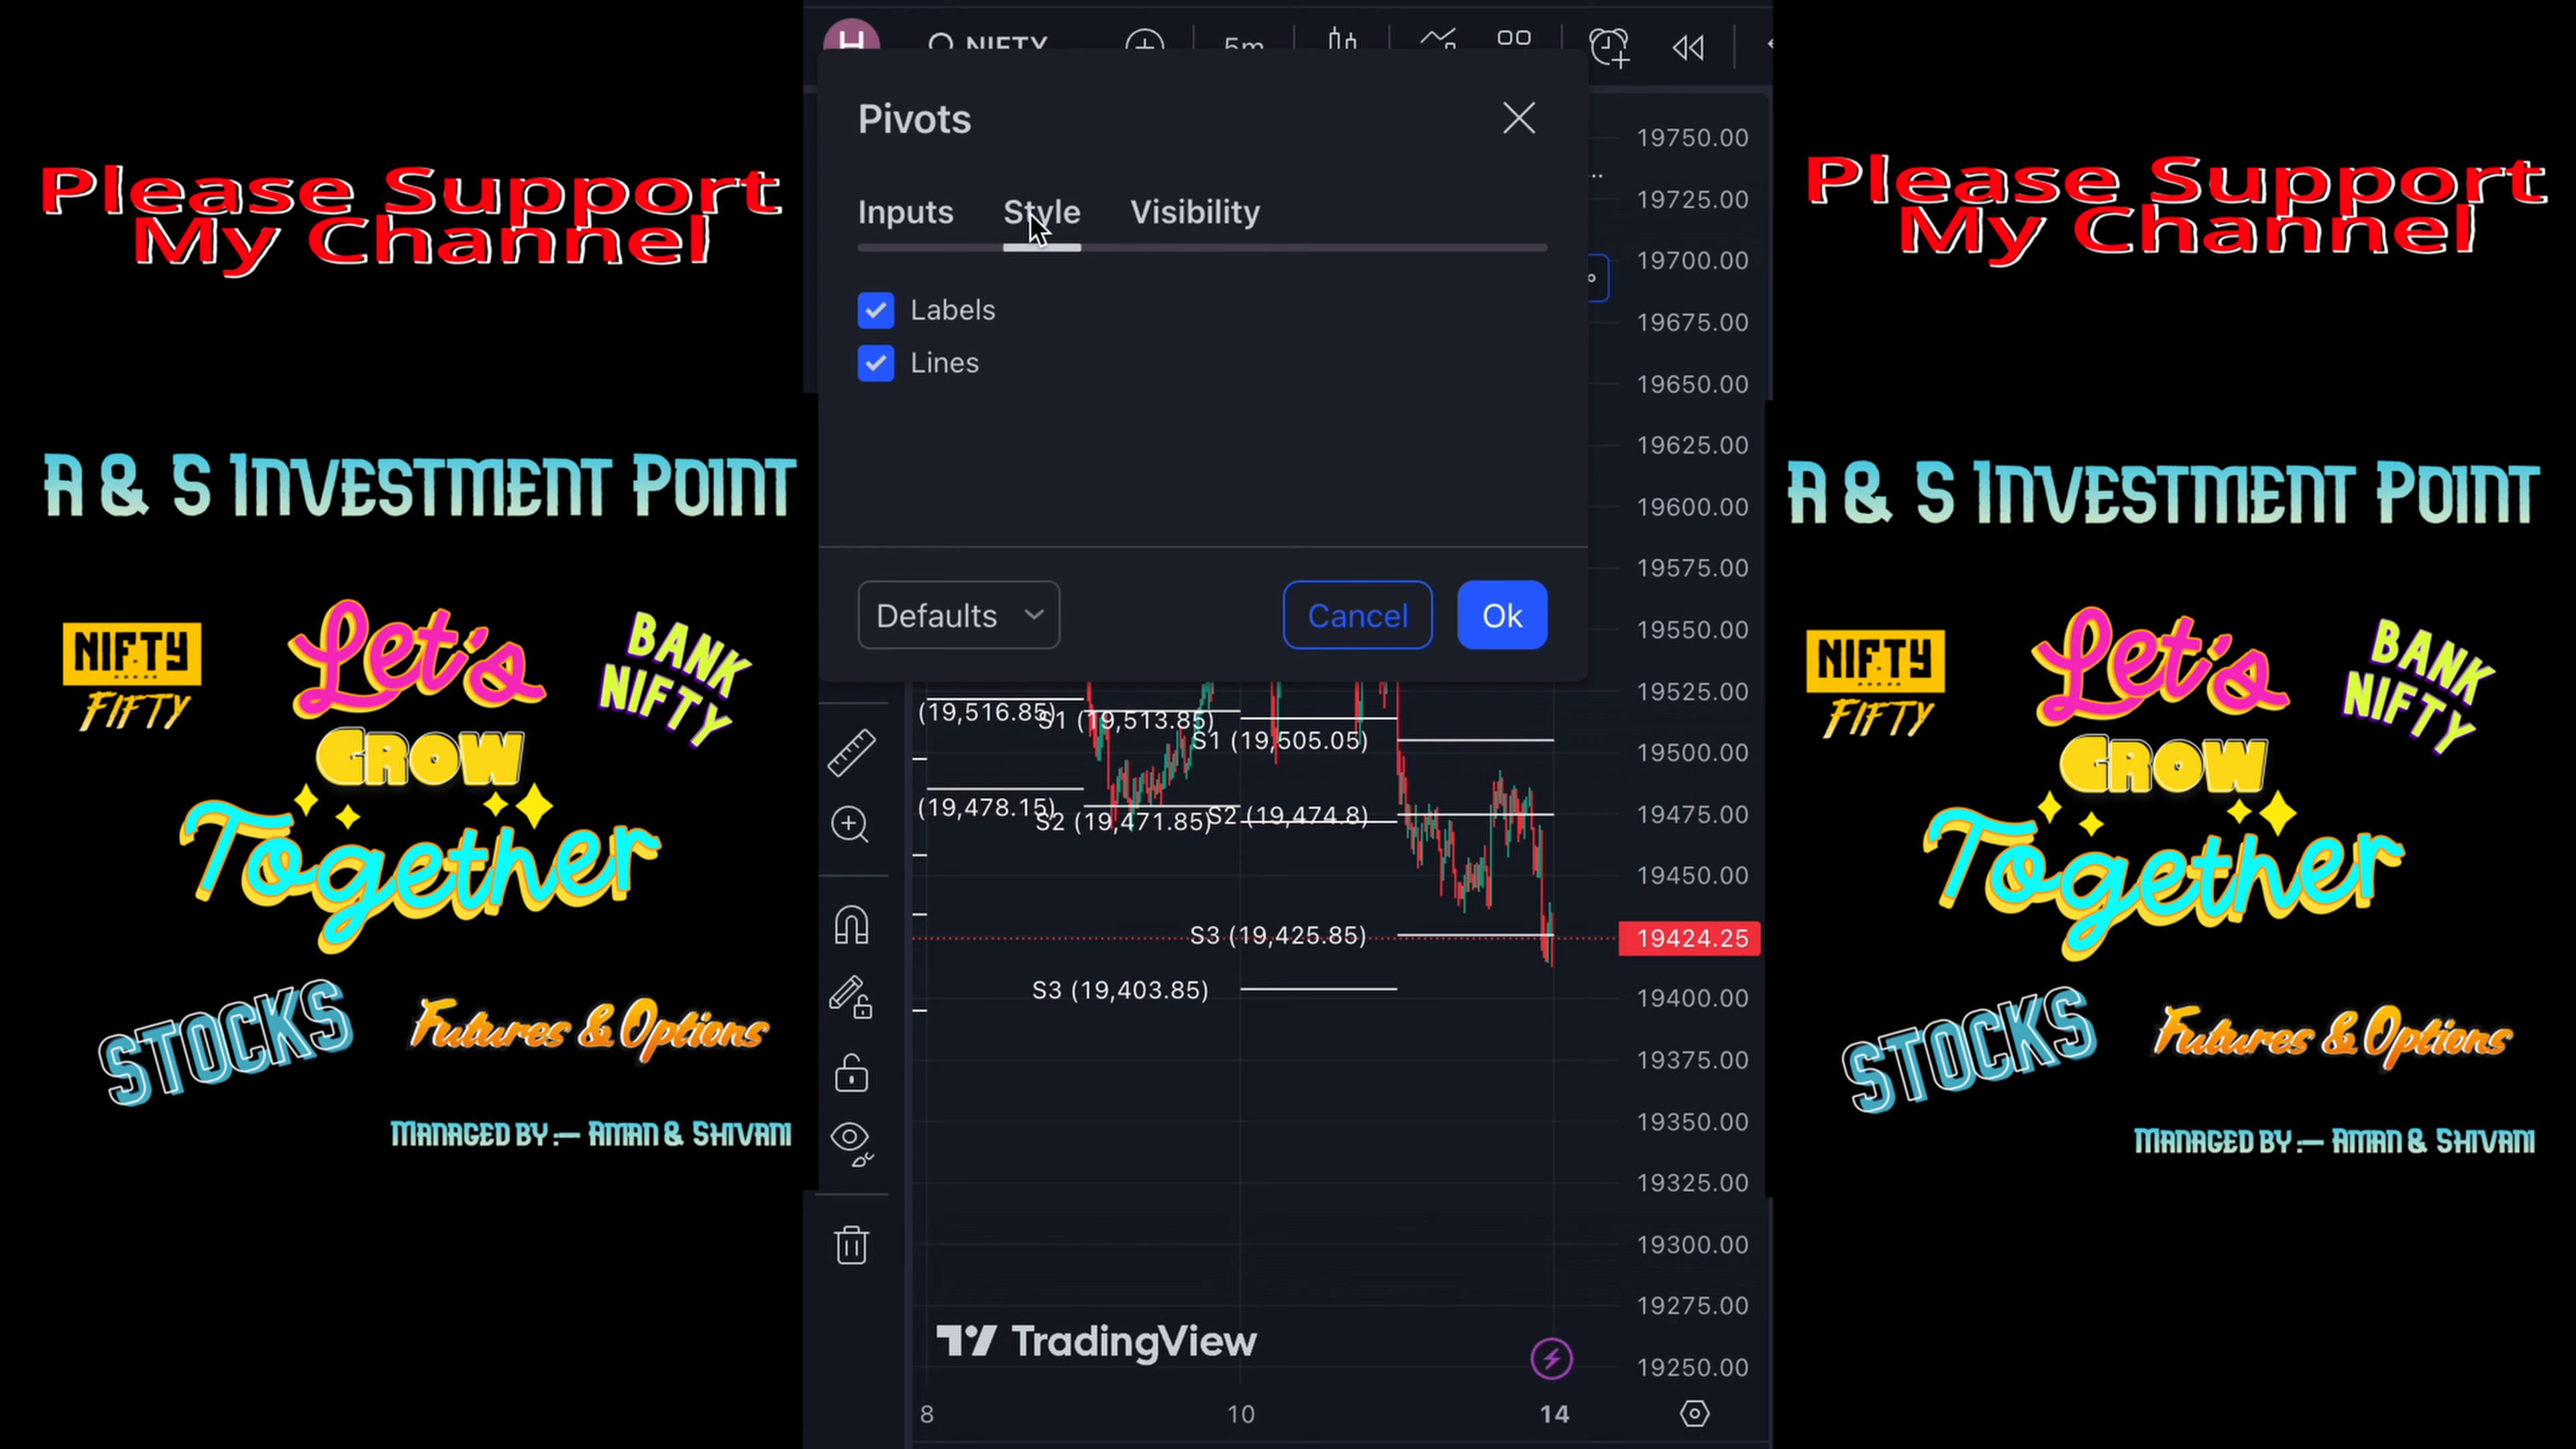 Please Support
My Channel
A & S Investment Point
NIFTY
FIFTY
Let's
GROW
Together
BANK
NIFTY
STOCKS
Futures & Options
Managed by :— Aman & Shivani
H
NIFTY
5m
Pivots
Inputs
Style
Visibility
Labels
Lines
Defaults
Cancel
Ok
(19,516.85)
S1 (19,513.85)
S1 (19,505.05)
(19,478.15)
S2 (19,471.85)
S2 (19,474.8)
S3 (19,425.85)
S3 (19,403.85)
TradingView
8
10
14
19750.00
19725.00
19700.00
19675.00
19650.00
19625.00
19600.00
19575.00
19550.00
19525.00
19500.00
19475.00
19450.00
19424.25
19400.00
19375.00
19350.00
19325.00
19300.00
19275.00
19250.00
Please Support
My Channel
A & S Investment Point
NIFTY
FIFTY
Let's
GROW
Together
BANK
NIFTY
STOCKS
Futures & Options
Managed by :— Aman & Shivani